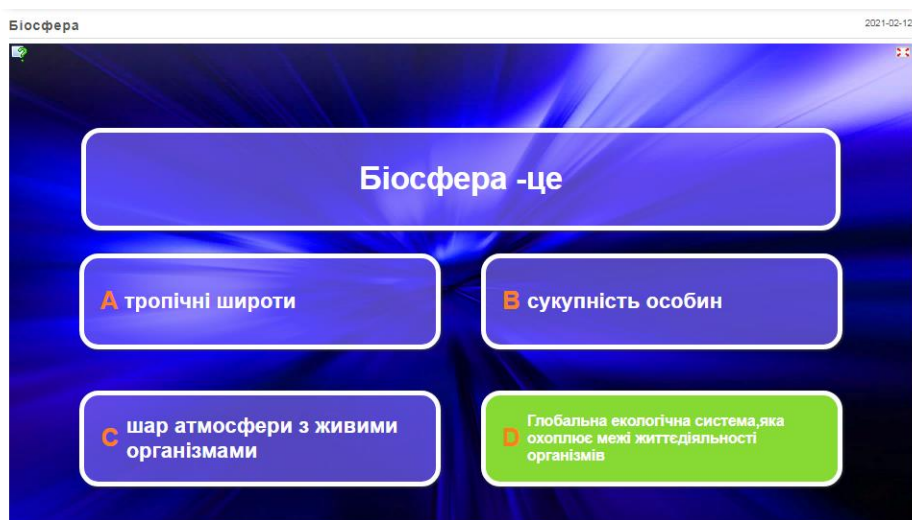 Біосфера
2021-02-12
Біосфера -це
A тропічні широти
B сукупність особин
C шар атмосфери з живими
організмами
D Глобальна екологічна система,яка
охоплює межі життєдіяльності
організмів